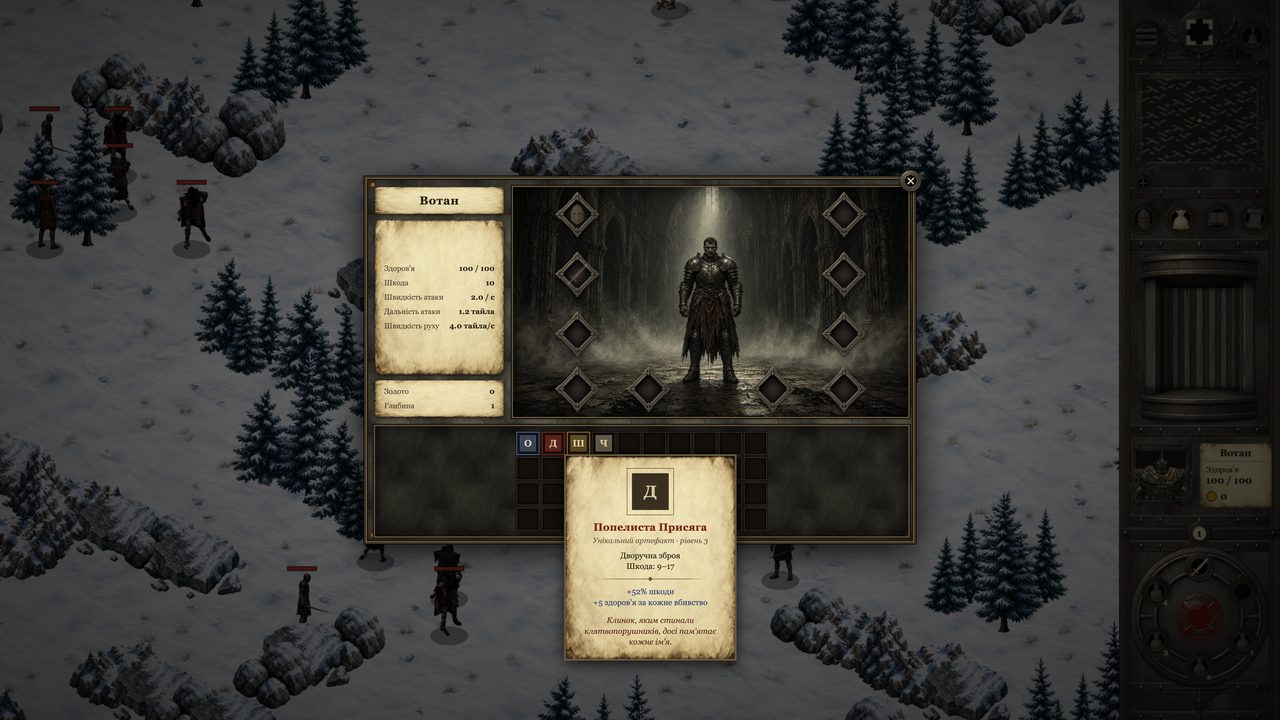 Вотан
Здоров'я 100 / 100
Шкода 10
Швидкість атаки 2.0 / с
Дальність атаки 1.2 тайла
Швидкість руху 4.0 тайла/с
Золото 0
Глибина 1
О Д Ш Ч
Д
Попелиста Присяга
Унікальний артефакт · рівень 3
Дворучна зброя
Шкода: 9–17
+52% шкоди
+5 здоров'я за кожне вбивство
Клинок, яким стинали
клятвопорушників, досі пам'ятає
кожне ім'я.
Вотан
Здоров'я
100 / 100
0
1